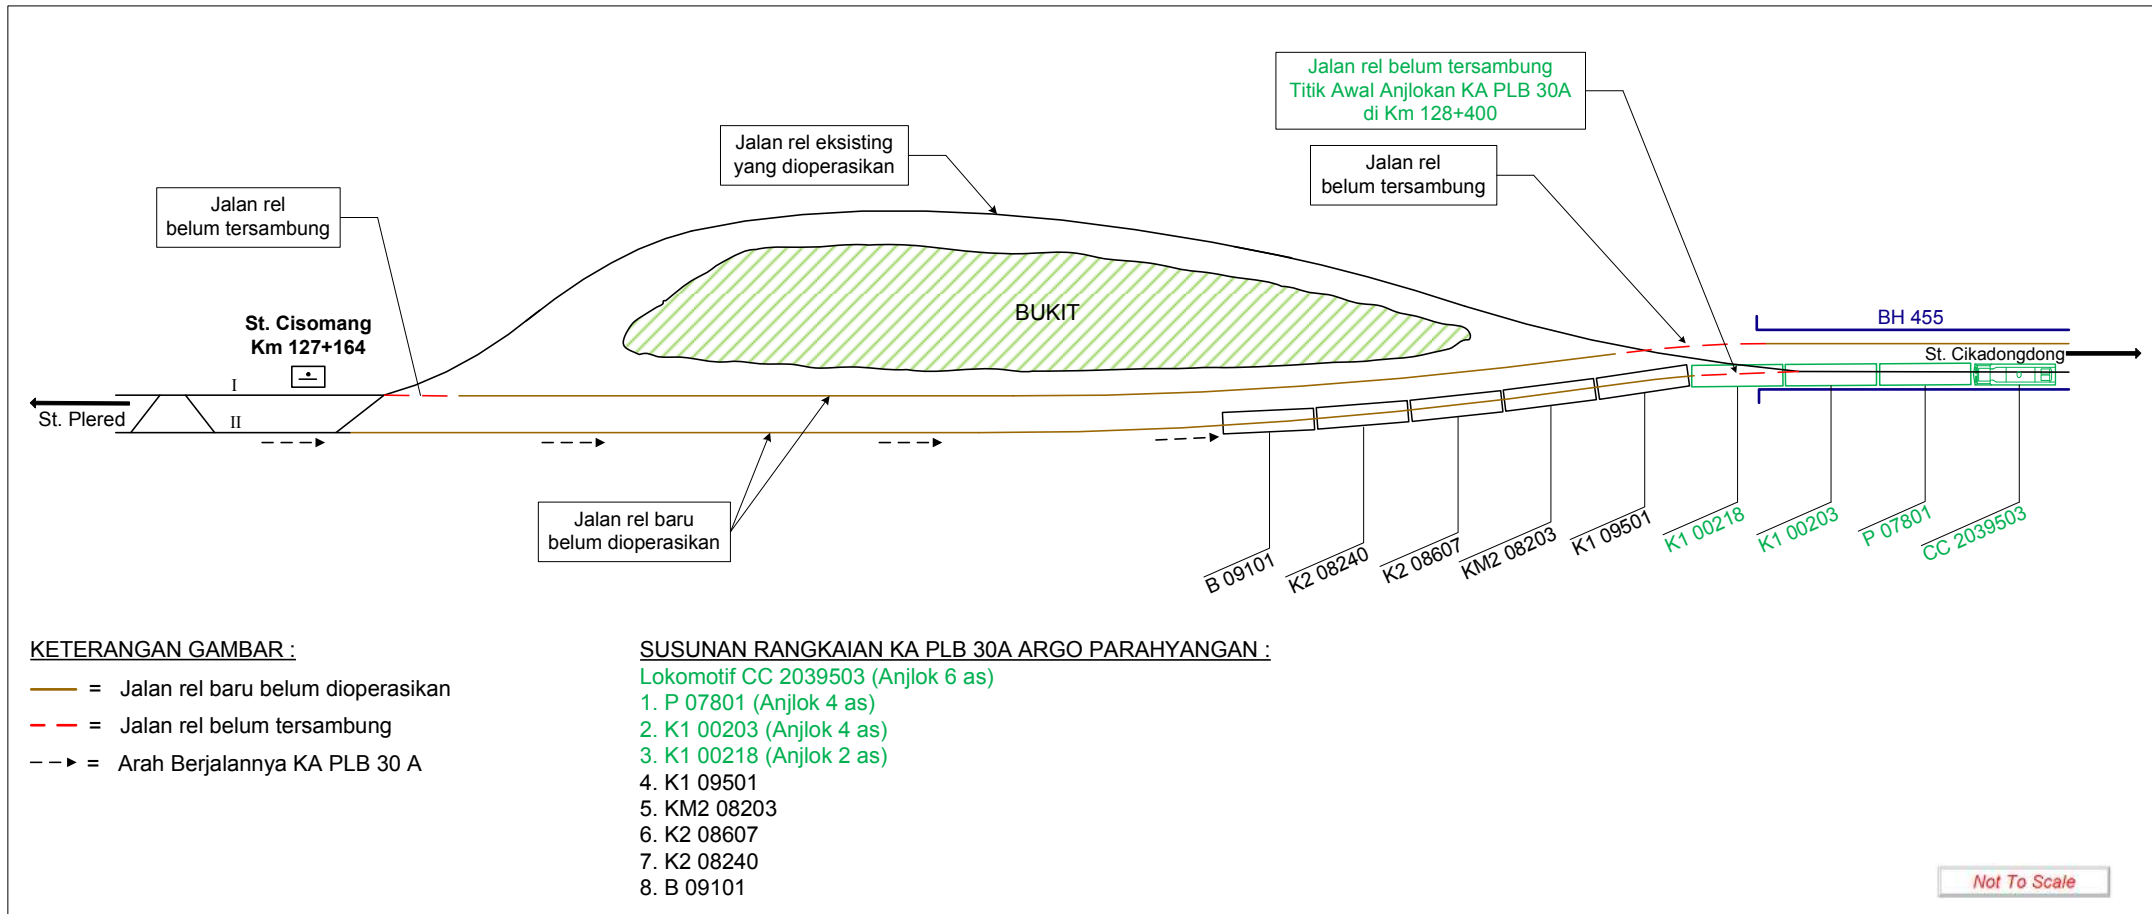 Jalan rel belum tersambung
Titik Awal Anjlokan KA PLB 30A
di Km 128+400
Jalan rel eksisting
yang dioperasikan
Jalan rel
belum tersambung
Jalan rel
belum tersambung
St. Cisomang
Km 127+164
BUKIT
BH 455
St. Cikadongdong
I
II
St. Plered
Jalan rel baru
belum dioperasikan
B 09101
K2 08240
K2 08607
KM2 08203
K1 09501
K1 00218
K1 00203
P 07801
CC 2039503
KETERANGAN GAMBAR :
= Jalan rel baru belum dioperasikan
= Jalan rel belum tersambung
= Arah Berjalannya KA PLB 30 A
SUSUNAN RANGKAIAN KA PLB 30A ARGO PARAHYANGAN :
Lokomotif CC 2039503 (Anjlok 6 as)
1. P 07801 (Anjlok 4 as)
2. K1 00203 (Anjlok 4 as)
3. K1 00218 (Anjlok 2 as)
4. K1 09501
5. KM2 08203
6. K2 08607
7. K2 08240
8. B 09101
Not To Scale